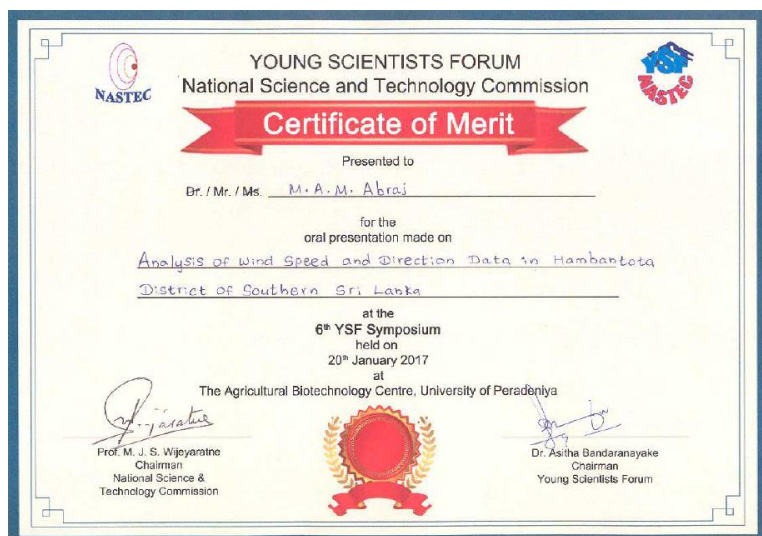 YOUNG SCIENTISTS FORUM
National Science and Technology Commission
NASTEC
YSF
NASTEC
Certificate of Merit
Presented to
Dr. / Mr. / Ms. M. A. M. Abraj
for the
oral presentation made on
Analysis of Wind Speed and Direction Data in Hambantota
District of Southern Sri Lanka
at the
6th YSF Symposium
held on
20th January 2017
at
The Agricultural Biotechnology Centre, University of Peradeniya
Prof. M. J. S. Wijeyaratne
Chairman
National Science &
Technology Commission
Dr. Asitha Bandaranayake
Chairman
Young Scientists Forum